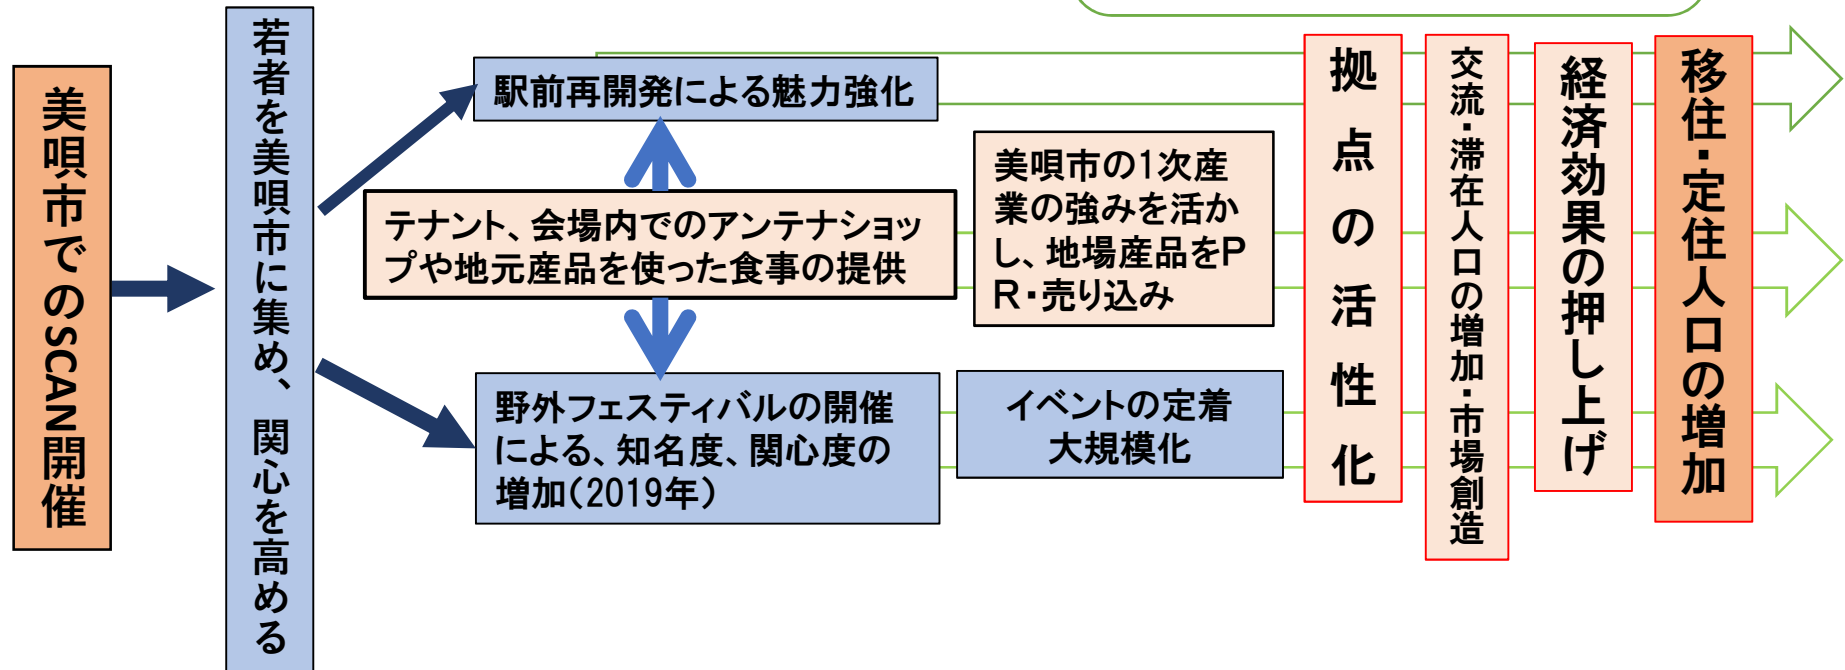 美唄市でのSCAN開催
若者を美唄市に集め、関心を高める
駅前再開発による魅力強化
テナント、会場内でのアンテナショッ
プや地元産品を使った食事の提供
野外フェスティバルの開催
による、知名度、関心度の
増加(2019年)
美唄市の1次産
業の強みを活か
し、地場産品をP
R・売り込み
イベントの定着
大規模化
拠点の活性化
交流・滞在人口の増加・市場創造
経済効果の押し上げ
移住・定住人口の増加